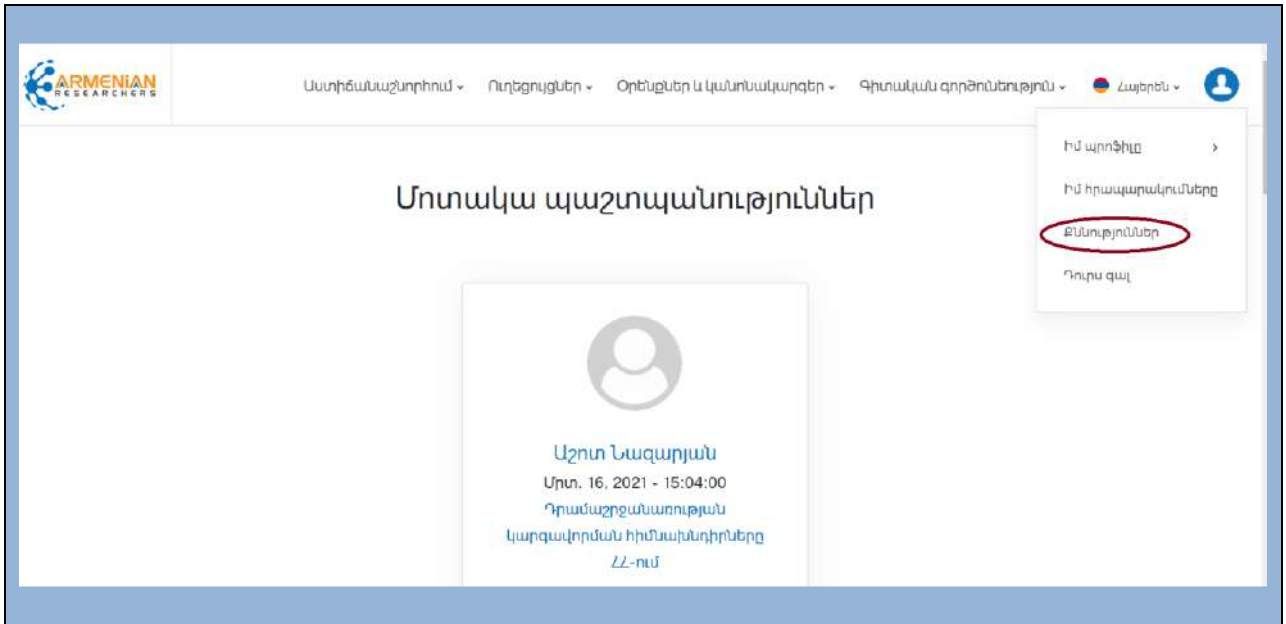 ARMENiAN
RESEARCHERS
Աստիճանաշնորհում
Ուղեցույցներ
Օրենքներ և կանոնակարգեր
Գիտական գործունեություն
Հայերեն
Իմ պրոֆիլը
Մոտակա պաշտպանություններ
Իմ հրապարակումները
Քննություններ
Դուրս գալ
Աշոտ Նազարյան
Մրտ. 16, 2021 - 15:04:00
Դրամաշրջանառության
կարգավորման հիմնախնդիրները
ՀՀ-ում